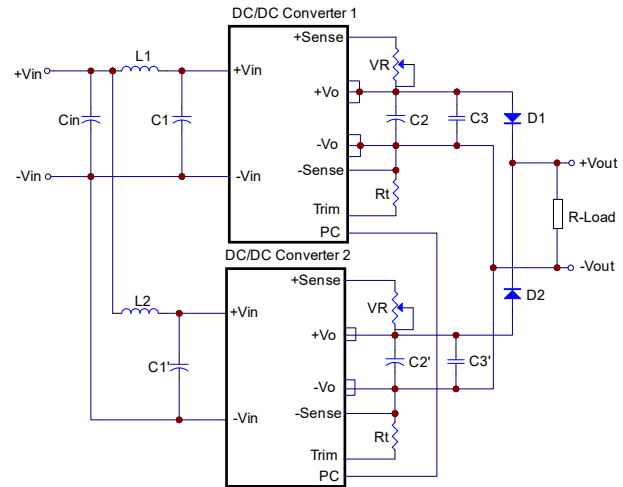 DC/DC Converter 1
+Sense
L1
VR
+Vin
+Vin
+Vo
Cin
C1
C2
C3
D1
-Vo
-Vin
-Vin
-Sense
+Vout
Rt
R-Load
Trim
PC
DC/DC Converter 2
-Vout
+Sense
L2
VR
D2
+Vin
+Vo
C1'
C2'
C3'
-Vo
-Vin
-Sense
Rt
Trim
PC